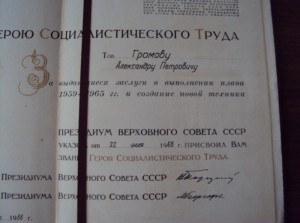 ЕРОЮ СОЦИАЛИСТИЧЕСКОГО ТРУДА
Тов. Громову
Александру Петровичу
За выдающиеся заслуги в выполнении плана
1959-1965 гг. и создание новой техники
ПРЕЗИДИУМ ВЕРХОВНОГО СОВЕТА СССР
УКАЗОМ от 22 1966 г. ПРИСВОИЛ ВАМ
ЗВАНИЕ ГЕРОЯ СОЦИАЛИСТИЧЕСКОГО ТРУДА.
ПРЕЗИДИУМА ВЕРХОВНОГО СОВЕТА СССР
ПРЕЗИДИУМА ВЕРХОВНОГО СОВЕТА СССР